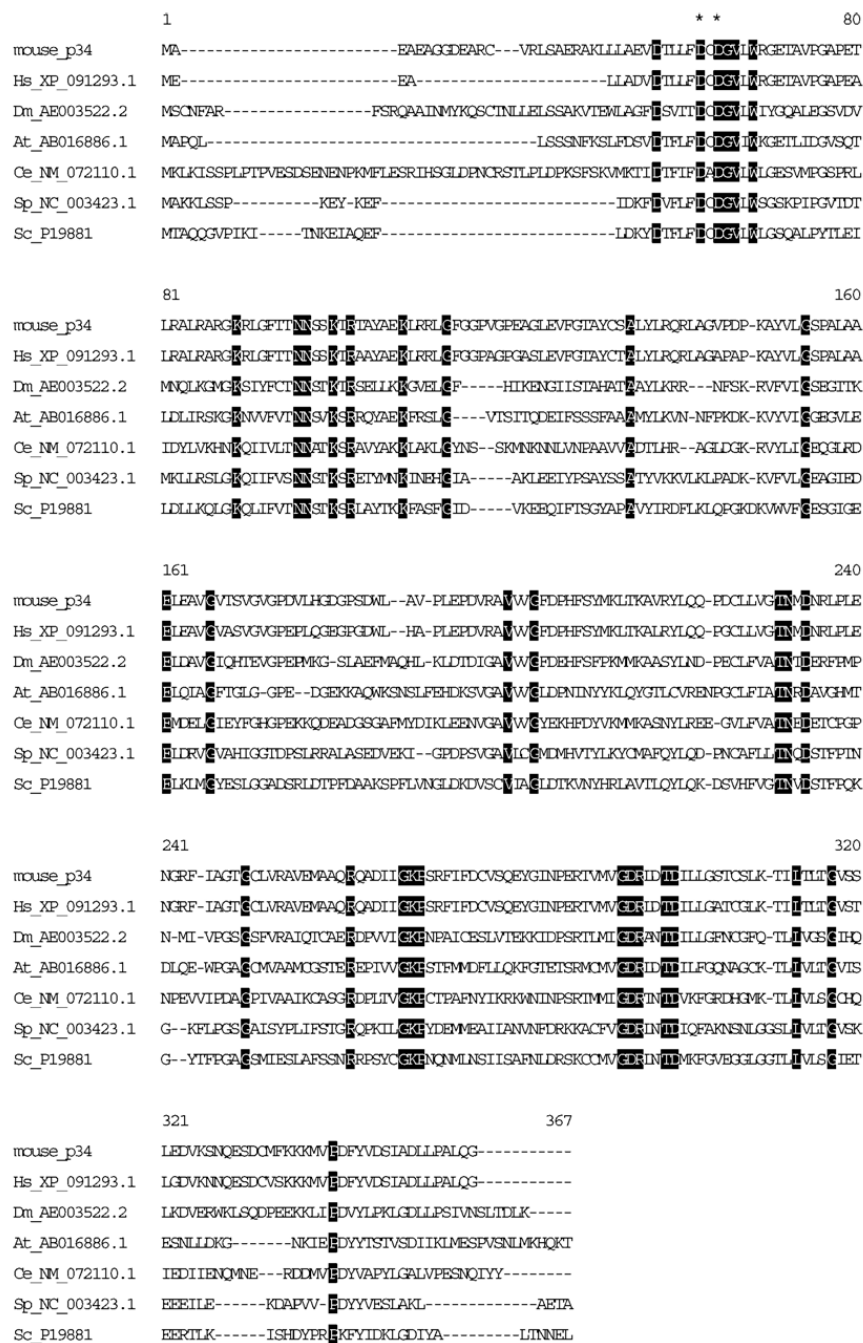 1 * * 80
mouse_p34 MA-------------------------EAEAGGDEARC---VRLSAERAKLLLAEVDTLLFDCDGVLWRGETAVPGAPET
Hs_XP_091293.1 ME-------------------------EA----------------------LLADVDTLLFDCDGVLWRGETAVPGAPEA
Dm_AE003522.2 MSCNFAR-----------------FSRQAAINMYKQSCTNLLELSSAKVTEWLAGFDSVITDCDGVLWIYGQALEGSVDV
At_AB016886.1 MAPQL--------------------------------------LSSSNFKSLFDSVDTFLFDCDGVIWKGETLIDGVSQT
Ce_NM_072110.1 MKLKISSPLPTPVESDSENENPKMFLESRIHSGLDPNCRSTLPLDPKSFSKVMKTIDTFIFDADGVLWLGESVMPGSPRL
Sp_NC_003423.1 MAKKLSSP----------KEY-KEF--------------------------IDKFDVFLFDCDGVLWSGSKPIPGVTDT
Sc_P19881 MTAQQGVPIKI-----TNKEIAQEF---------------------------LDKYDTFLFDCDGVLWLGSQALPYTLEI
81 160
mouse_p34 LRALRARGKRLGFITNNSSKTRTAYAEKLRRLGFGGPVGPEAGLEVFGTAYCSALYLRQRLAGVPDP-KAYVLGSPALAA
Hs_XP_091293.1 LRALRARGKRLGFITNNSSKTRAAYAEKLRRLGFGGPAGPGASLEVFGTAYCTALYLRQRLAGAPAP-KAYVLGSPALAA
Dm_AE003522.2 MNQLKGMGKSIYFCTNNSTKTRSELLKKGVELGF-----HIKENGIISTAHATAAYLKRR---NFSK-RVFVIGSEGITK
At_AB016886.1 LDLIRSKGKNVVFVTNNSVKSRRQYAEKFRSLG----VTSITQDEIFSSSFAAAMYLKVN-NFPKDK-KVYVIGGEGVLE
Ce_NM_072110.1 IDYLVKHNKQIIVLTNNATKSRAVYAKKLAKLGYNS--SKMNKNNLVNPAAVVADTLHR---AGLDGK-RVYLIGEQGLRD
Sp_NC_003423.1 MKLLRSLGKQIIFVSNNSTKSRETYMNKINEHGIA-----AKLEEIYPSAYSSATYVKKVLKLPADK-KVFVLGEAGIED
Sc_P19881 LDLLKQLGKQLIFVTNNSTKSRLAYTKKFASFGID-----VKEEQIFTSGYAPAVYIRDFLKLQPGKDKVWVFGESGIGE
161 240
mouse_p34 ELEAVGVTSVGVGPDVLHGDGPSDWL--AV-PLEPDVRAVVVGFDPHFSYMKLTKAVRYLQQ-PDCLLVGTNMDNRLPLE
Hs_XP_091293.1 ELEAVGVASVGVGPEPLQGEGPGDWL--HA-PLEPDVRAVVVGFDPHFSYMKLTKALRYLQQ-PGCLLVGTNMDNRLPLE
Dm_AE003522.2 ELDAVGIQHTEVGPEPMKG-SLAEFMAQHL-KLDTDIGAVVVGFDEHFSFPKMMKAASYLND-PECLFVATNTDERFPMP
At_AB016886.1 ELQIAGFTGLG-GPE--DGEKKAQWKSNSLFEHDKSVGAVVVGLDPNINYYKLQYGTLCVRENPGCLFIATNRDAVGHMT
Ce_NM_072110.1 EMDELGIEYFGHGPEKKQDEADGSGAFMYDIKLEENVGAVVVGYEKHFDYVKMMKASNYLREE-GVLFVATNEDETCPGP
Sp_NC_003423.1 ELDRVGVAHIGGTDPSLRRALASEDVEKI--GPDPSVGAVLCGMDMHVTYLKYCMAFQYLQD-PNCAFLLTNQDSTFPTN
Sc_P19881 ELKLMGYESLGGADSRLDTPFDAAKSPFLVNGLDKDVSCVIAGLDTKVNYHRLAVTLQYLQK-DSVHFVGTNVDSTFPQK
241 320
mouse_p34 NGRF-IAGTGCLVRAVEMAAQRQADIIGKPSRFIFDCVSQEYGINPERTVMVGDRLDTDILLGSTCSLK-TILTLTGVSS
Hs_XP_091293.1 NGRF-IAGTGCLVRAVEMAAQRQADIIGKPSRFIFDCVSQEYGINPERTVMVGDRLDTDILLGATCGLK-TILTLTGVST
Dm_AE003522.2 N-MI-VPGSGSFVRAIQTCAERDPVVIGKPNPAICESLVTEKKIDPSRTLMIGDRANTDILLGFNCGFQ-TLLVGSGIHQ
At_AB016886.1 DLQE-WPGAGCMVAAMCGSTEREPIVVGKPSTFMMDFLLQKFGTETSRMCMVGDRLDTDILFGQNAGCK-TLLVLTGVTS
Ce_NM_072110.1 NPEVVIPDAGPIVAAIKCASGRDPLTVGKPCTPAFNYIKRKWNINPSRTMMIGDRTNTDVKFGRDHGMK-TLLVLSGCHQ
Sp_NC_003423.1 G--KFLPGSGAISYPLIFSTGRQPKILGKPYDEMMEAIIANVNFDRKKACFVGDRLNTDIQFAKNSNLGGSLLVLTGVSK
Sc_P19881 G--YTFPGAGSMIESLAFSSNRRPSYCGKPNQNMLNSIISAFNLDRSKCCMVGDRLNTDMKFGVEGGLGGTLLVLSGIET
321 367
mouse_p34 LEDVKSNQESDCMFKKKMVPDFYVDSIADLLPALQG-----------
Hs_XP_091293.1 LGDVKNNQESDCVSKKKMVPDFYVDSIADLLPALQG-----------
Dm_AE003522.2 LKDVERWKLSQDPEEKKLIPDVYLPKLGDLLPSIVNSLTDLK-----
At_AB016886.1 ESNLLDKG-------NKIEPDYYTSTVSDIIKLMESPVSNLMKHQKT
Ce_NM_072110.1 IEDIIENQMNE---RDDMVPDYVAPYLGALVPESNQIYY--------
Sp_NC_003423.1 EEEILE------KDAPVV-PDYYVESLAKL-----------AETA
Sc_P19881 EERTLK------ISHDYPRPKFYIDKLGDIYA---------LTNNEL